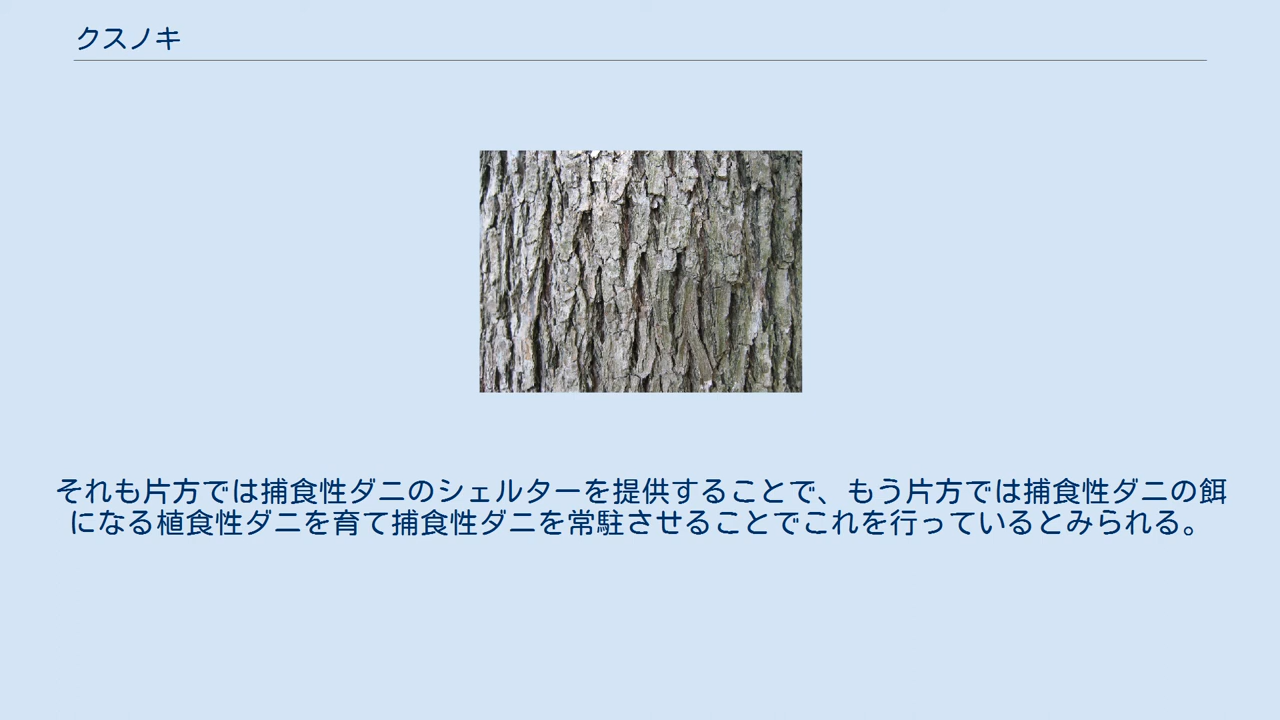 クスノキ
それも片方では捕食性ダニのシェルターを提供することで、もう片方では捕食性ダニの餌
になる植食性ダニを育て捕食性ダニを常駐させることでこれを行っているとみられる。